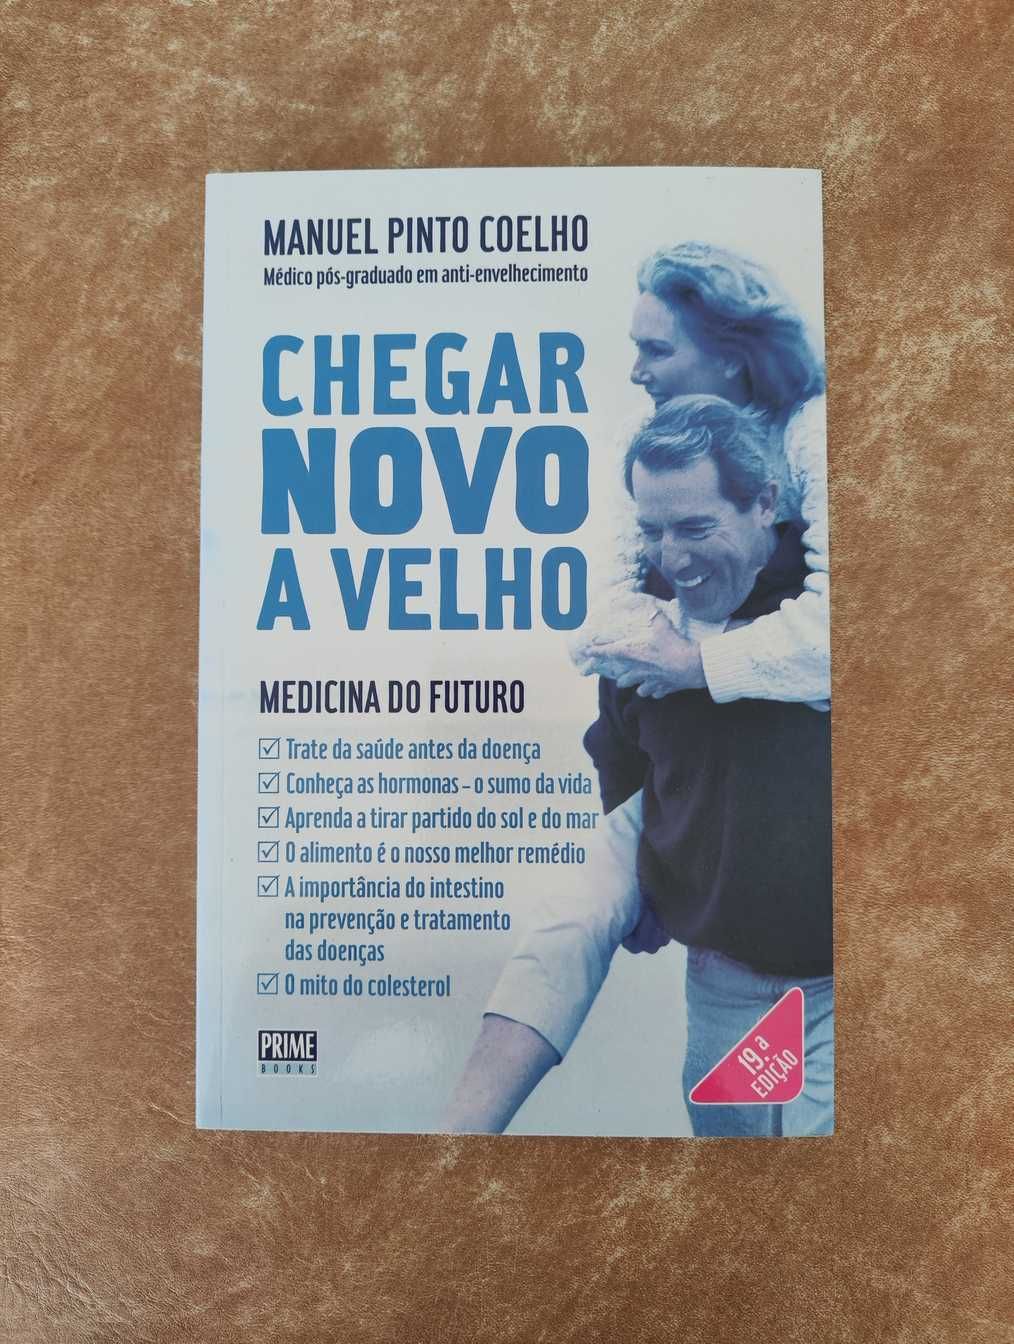 MANUEL PINTO COELHO
Médico pós-graduado em anti-envelhecimento
CHEGAR
NOVO
A VELHO
MEDICINA DO FUTURO
Trate da saúde antes da doença
Conheça as hormonas - o sumo da vida
Aprenda a tirar partido do sol e do mar
O alimento é o nosso melhor remédio
A importância do intestino
na prevenção e tratamento
das doenças
O mito do colesterol
PRIME
BOOKS
19.ª
EDIÇÃO